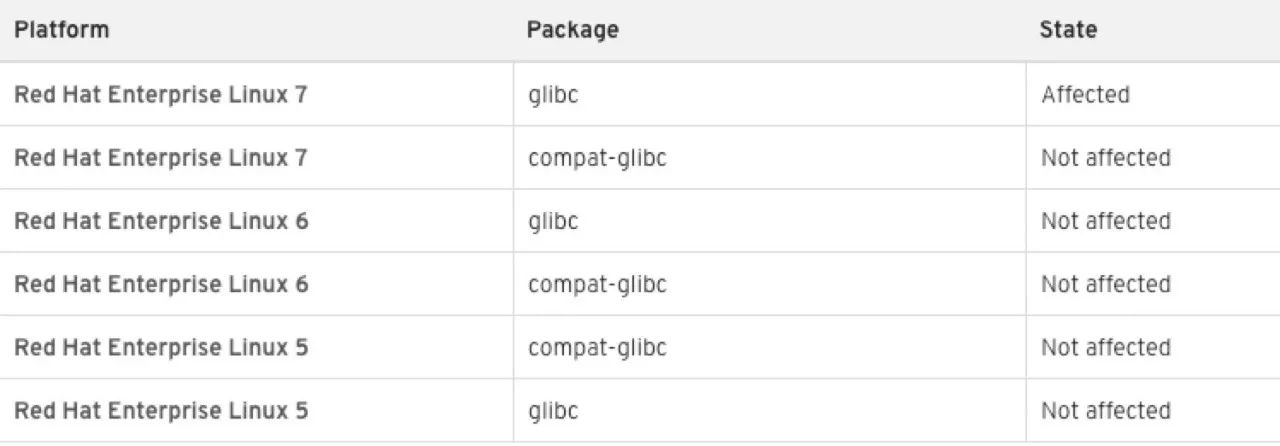 Platform Package State
Red Hat Enterprise Linux 7 glibc Affected
Red Hat Enterprise Linux 7 compat-glibc Not affected
Red Hat Enterprise Linux 6 glibc Not affected
Red Hat Enterprise Linux 6 compat-glibc Not affected
Red Hat Enterprise Linux 5 compat-glibc Not affected
Red Hat Enterprise Linux 5 glibc Not affected